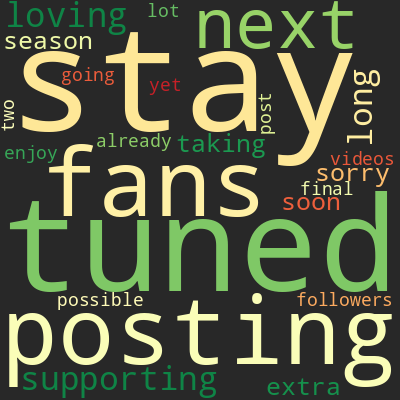 loving
lot
next
season
stay
going
yet
long
two
post
already
taking
enjoy
fans
videos
sorry
final
soon
tuned
possible
followers
posting
supporting
extra